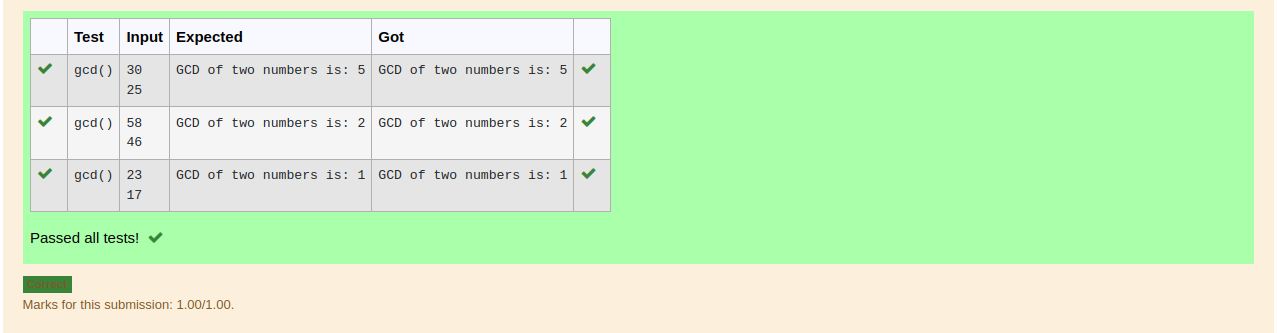 Test Input Expected Got
gcd() 30 GCD of two numbers is: 5 GCD of two numbers is: 5
25
gcd() 58 GCD of two numbers is: 2 GCD of two numbers is: 2
46
gcd() 23 GCD of two numbers is: 1 GCD of two numbers is: 1
17
Passed all tests!
Correct
Marks for this submission: 1.00/1.00.